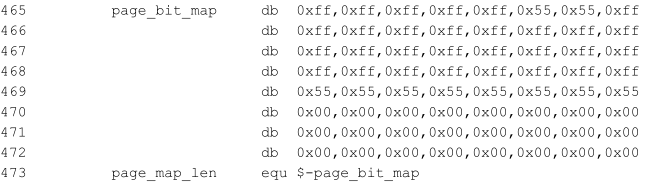 465 page_bit_map db 0xff,0xff,0xff,0xff,0xff,0x55,0x55,0xff
466 db 0xff,0xff,0xff,0xff,0xff,0xff,0xff,0xff
467 db 0xff,0xff,0xff,0xff,0xff,0xff,0xff,0xff
468 db 0xff,0xff,0xff,0xff,0xff,0xff,0xff,0xff
469 db 0x55,0x55,0x55,0x55,0x55,0x55,0x55,0x55
470 db 0x00,0x00,0x00,0x00,0x00,0x00,0x00,0x00
471 db 0x00,0x00,0x00,0x00,0x00,0x00,0x00,0x00
472 db 0x00,0x00,0x00,0x00,0x00,0x00,0x00,0x00
473 page_map_len equ $-page_bit_map